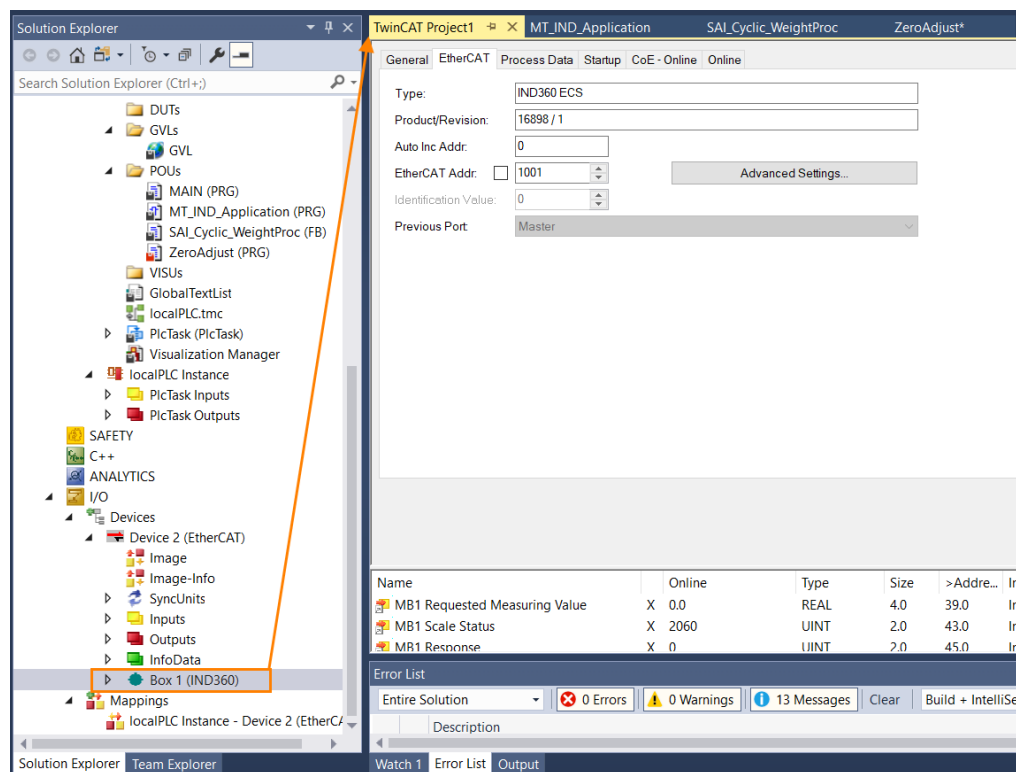 Solution Explorer
Search Solution Explorer (Ctrl+;)
DUTs
GVLs
GVL
POUs
MAIN (PRG)
MT_IND_Application (PRG)
SAI_Cyclic_WeightProc (FB)
ZeroAdjust (PRG)
VISUs
GlobalTextList
localPLC.tmc
PlcTask (PlcTask)
Visualization Manager
localPLC Instance
PlcTask Inputs
PlcTask Outputs
SAFETY
C++
ANALYTICS
I/O
Devices
Device 2 (EtherCAT)
Image
Image-Info
SyncUnits
Inputs
Outputs
InfoData
Box 1 (IND360)
Mappings
localPLC Instance - Device 2 (EtherCA
Solution Explorer Team Explorer
TwinCAT Project1 MT_IND_Application SAI_Cyclic_WeightProc ZeroAdjust*
General EtherCAT Process Data Startup CoE - Online Online
Type: IND360 ECS
Product/Revision: 16898 / 1
Auto Inc Addr: 0
EtherCAT Addr: 1001 Advanced Settings...
Identification Value: 0
Previous Port: Master
Name Online Type Size >Addre... In
MB1 Requested Measuring Value X 0.0 REAL 4.0 39.0 In
MB1 Scale Status X 2060 UINT 2.0 43.0 In
MB1 Response X 0 UINT 2.0 45.0 In
Error List
Entire Solution 0 Errors 0 Warnings 13 Messages Clear Build + IntelliSe
Description
Watch 1 Error List Output